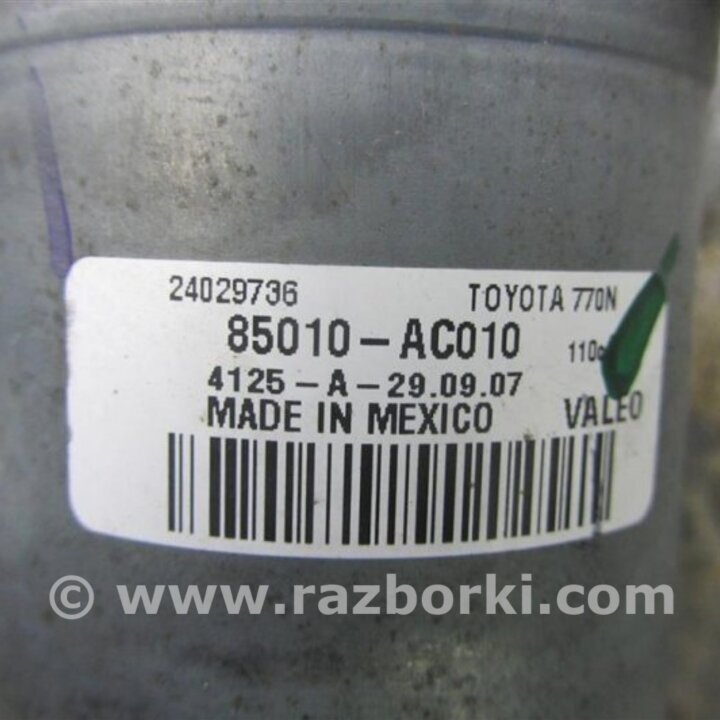 24029736 TOYOTA 770N
85010-AC010
4125-A-29.09.07
MADE IN MEXICO VALEO
© www.razborki.com